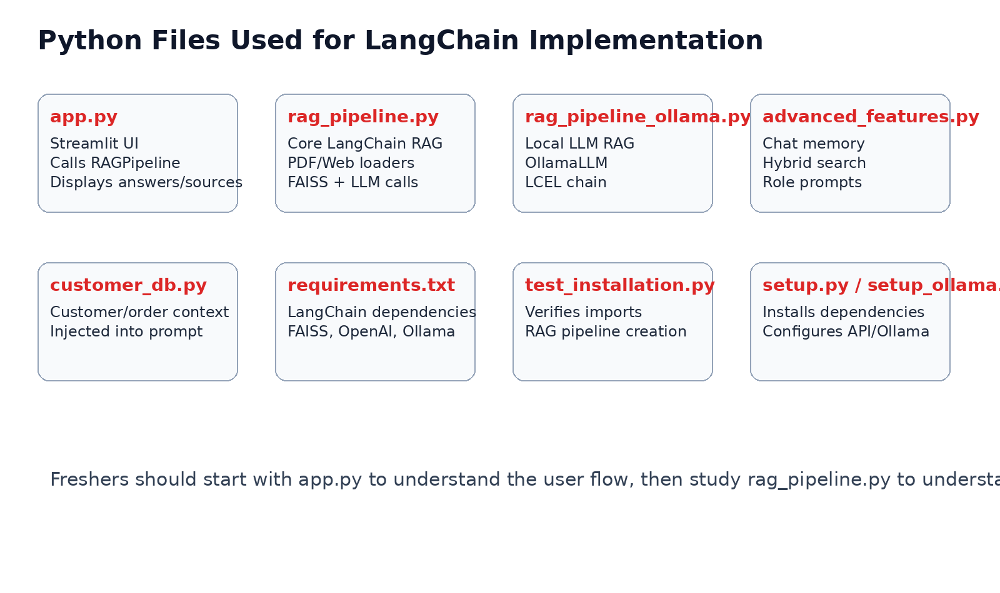 Python Files Used for LangChain Implementation
app.py
Streamlit UI
Calls RAGPipeline
Displays answers/sources
rag_pipeline.py
Core LangChain RAG
PDF/Web loaders
FAISS + LLM calls
rag_pipeline_ollama.py
Local LLM RAG
OllamaLLM
LCEL chain
advanced_features.py
Chat memory
Hybrid search
Role prompts
customer_db.py
Customer/order context
Injected into prompt
requirements.txt
LangChain dependencies
FAISS, OpenAI, Ollama
test_installation.py
Verifies imports
RAG pipeline creation
setup.py / setup_ollama.
Installs dependencies
Configures API/Ollama
Freshers should start with app.py to understand the user flow, then study rag_pipeline.py to understa